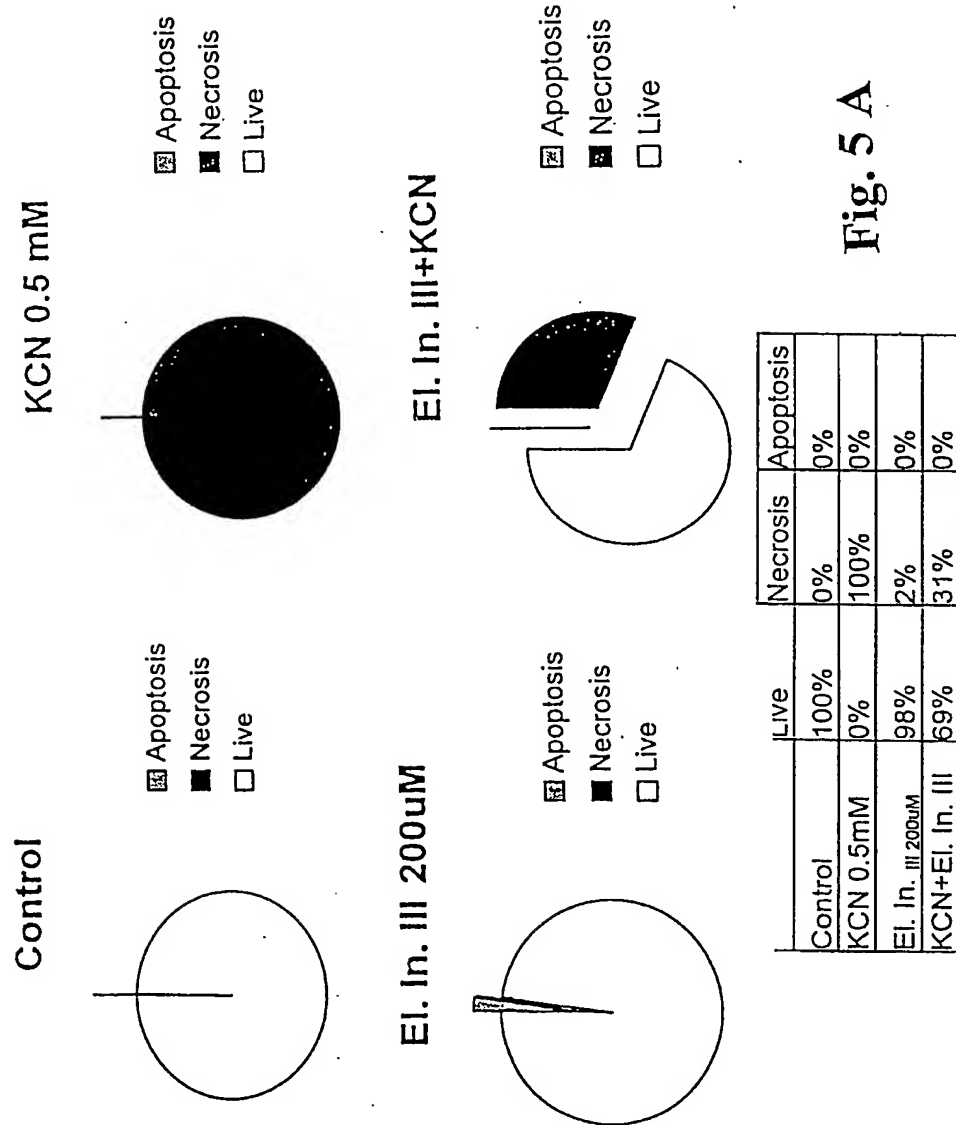 Control
Apoptosis
Necrosis
Live
KCN 0.5 mM
Apoptosis
Necrosis
Live
El. In. III 200uM
Apoptosis
Necrosis
Live
El. In. III+KCN
Apoptosis
Necrosis
Live
Live Necrosis Apoptosis
Control 100% 0% 0%
KCN 0.5mM 0% 100% 0%
El. In. III 200uM 98% 2% 0%
KCN+El. In. III 69% 31% 0%
Fig. 5 A